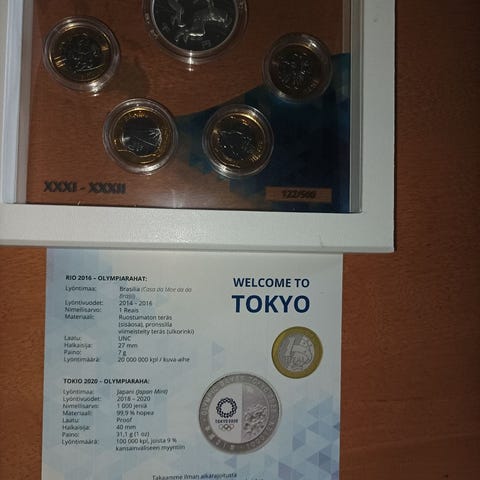 XXXI - XXXII
122/500
RIO 2016 – OLYMPIARAHAT:
Lyöntimaa: Brasilia (Casa da Moe da do
Brasil)
Lyöntivuodet: 2014 – 2016
Nimellisarvo: 1 Reais
Materiaali: Ruostumaton teräs
(sisäosa), pronssilla
viimeistelty teräs (ulkorinki)
Laatu: UNC
Halkaisija: 27 mm
Paino: 7 g
Lyöntimäärä: 20 000 000 kpl / kuva-aihe
WELCOME TO
TOKYO
TOKIO 2020 – OLYMPIARAHA:
Lyöntimaa: Japani (Japan Mint)
Lyöntivuodet: 2018 – 2020
Nimellisarvo: 1 000 jeniä
Materiaali: 99,9 % hopea
Laatu: Proof
Halkaisija: 40 mm
Paino: 31,1 g (1 oz)
Lyöntimäärä: 100 000 kpl, joista 9 %
kansainväliseen myyntiin
TOKYO 2020
Takaamme ilman aikarajoitusta